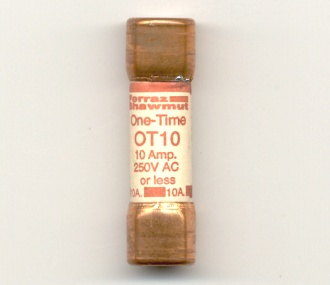 Ferraz
Shawmut
One-Time
OT10
10 Amp.
250V AC
or less
10A. 10A.